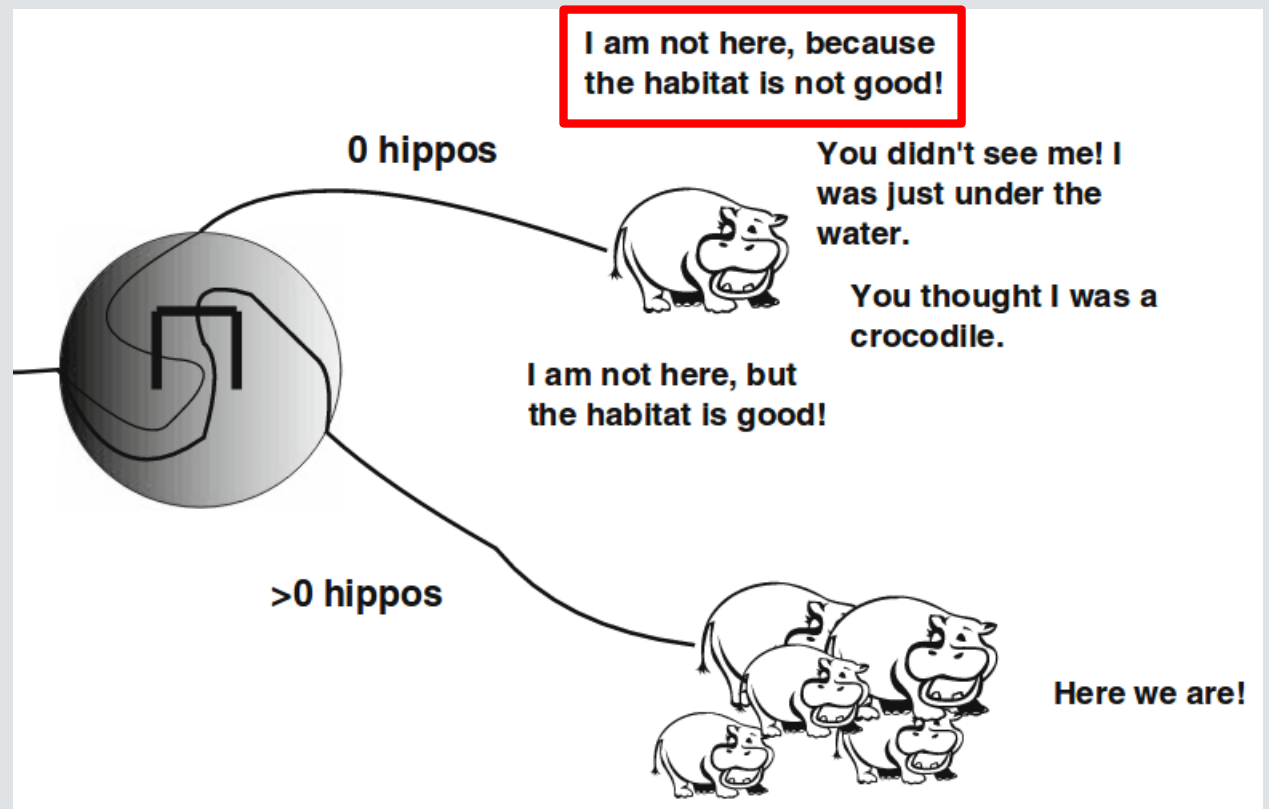 I am not here, because
the habitat is not good!
0 hippos
You didn't see me! I
was just under the
water.
You thought I was a
crocodile.
I am not here, but
the habitat is good!
Π
>0 hippos
Here we are!